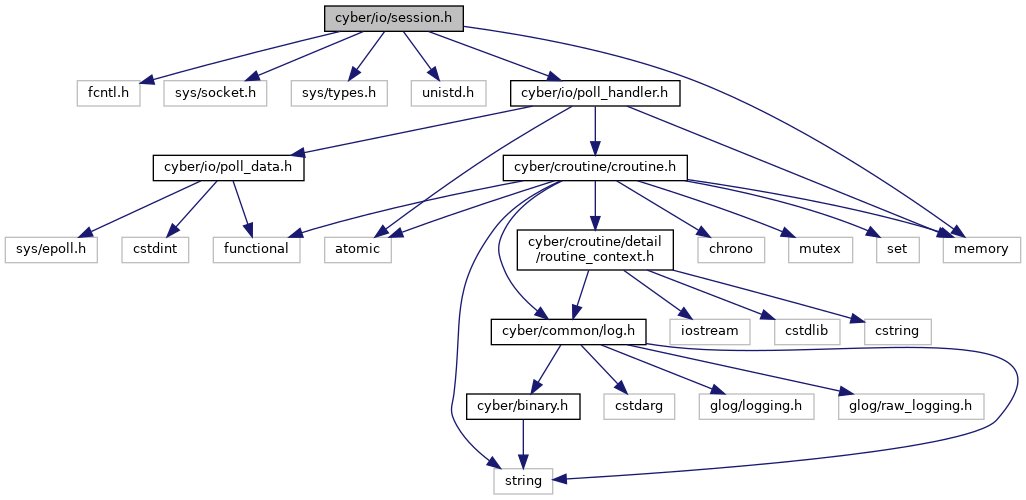 cyber/io/session.h
fcntl.h
sys/socket.h
sys/types.h
unistd.h
cyber/io/poll_handler.h
cyber/io/poll_data.h
cyber/croutine/croutine.h
sys/epoll.h
cstdint
functional
atomic
cyber/croutine/detail
/routine_context.h
chrono
mutex
set
memory
cyber/common/log.h
iostream
cstdlib
cstring
cyber/binary.h
cstdarg
glog/logging.h
glog/raw_logging.h
string